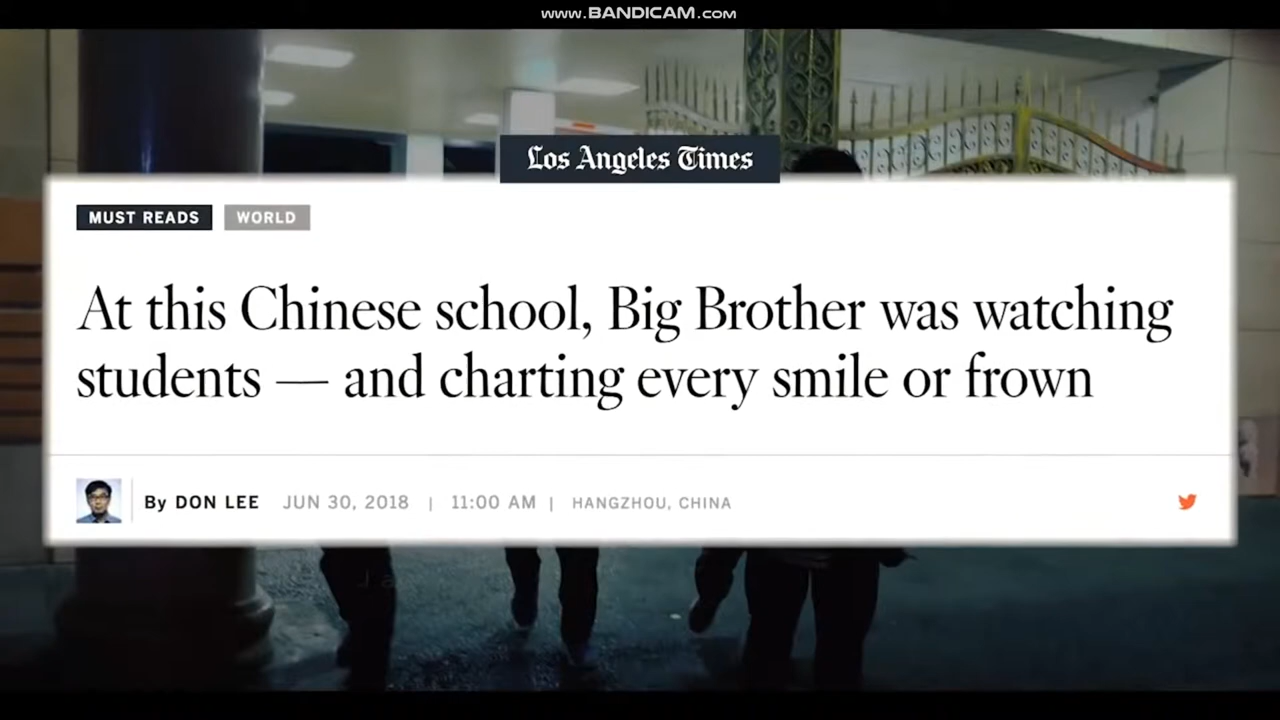 www.BANDICAM.com
Los Angeles Times
MUST READS WORLD
At this Chinese school, Big Brother was watching
students — and charting every smile or frown
By DON LEE JUN 30, 2018 | 11:00 AM | HANGZHOU, CHINA